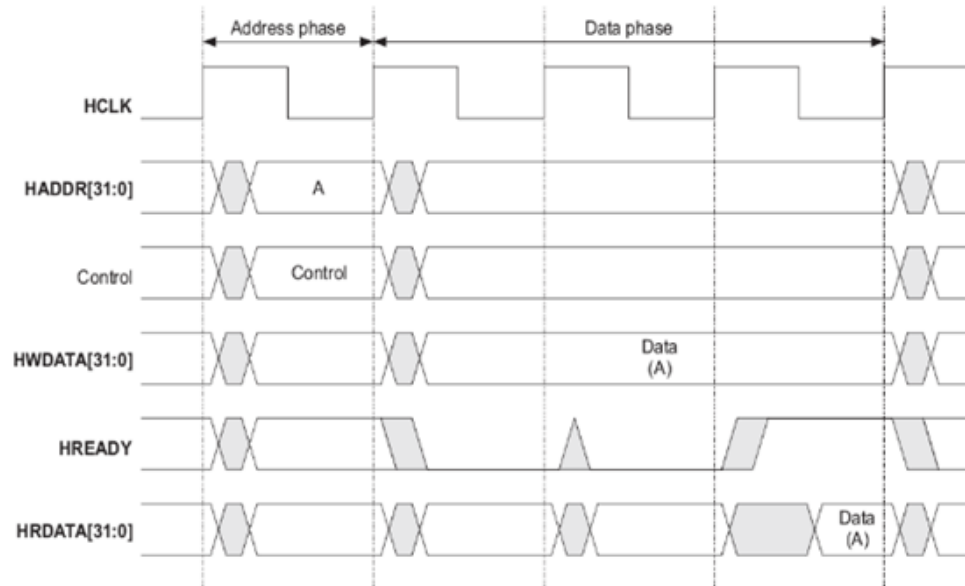 Address phase Data phase
HCLK
HADDR[31:0] A
Control Control
HWDATA[31:0] Data
(A)
HREADY
HRDATA[31:0] Data
(A)